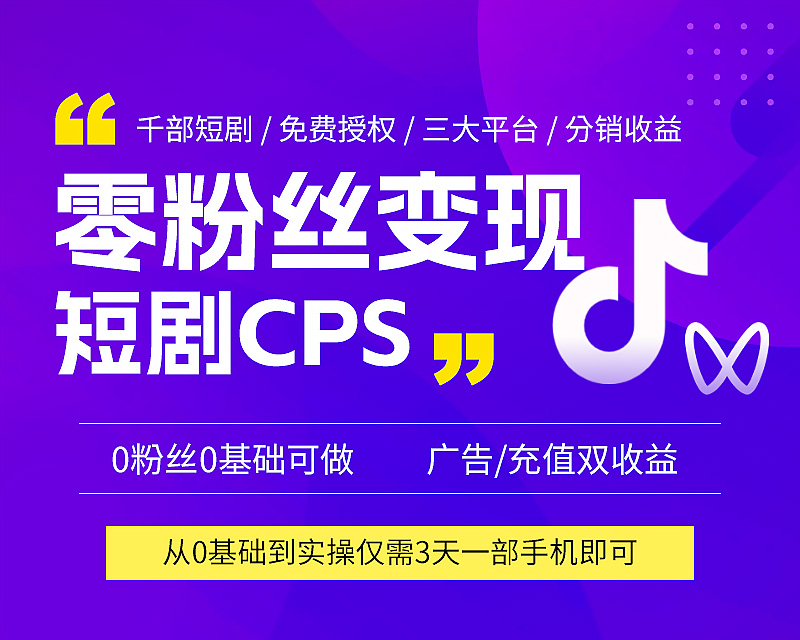 千部短剧 / 免费授权 / 三大平台 / 分销收益
零粉丝变现
短剧CPS
0粉丝0基础可做 广告/充值双收益
从0基础到实操仅需3天一部手机即可